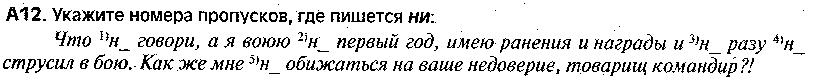 А12. Укажите номера пропусков, где пишется ни:
Что ¹⁾н_ говори, а я воюю ²⁾н_ первый год, имею ранения и награды и ³⁾н_ разу ⁴⁾н_
струсил в бою. Как же мне ⁵⁾н_ обижаться на ваше недоверие, товарищ командир?!